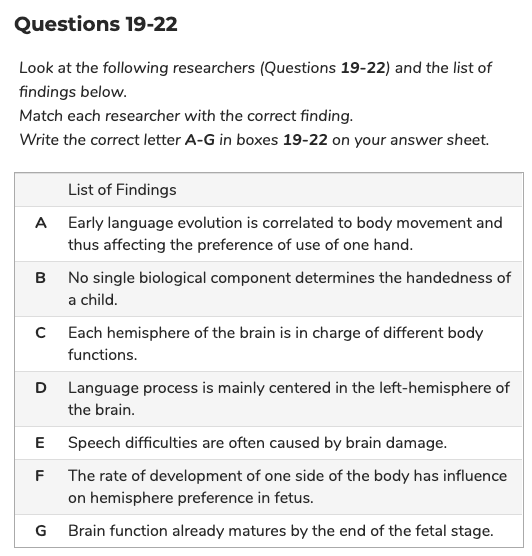 Questions 19-22
Look at the following researchers (Questions 19-22) and the list of
findings below.
Match each researcher with the correct finding.
Write the correct letter A-G in boxes 19-22 on your answer sheet.
List of Findings
A Early language evolution is correlated to body movement and
thus affecting the preference of use of one hand.
B No single biological component determines the handedness of
a child.
C Each hemisphere of the brain is in charge of different body
functions.
D Language process is mainly centered in the left-hemisphere of
the brain.
E Speech difficulties are often caused by brain damage.
F The rate of development of one side of the body has influence
on hemisphere preference in fetus.
G Brain function already matures by the end of the fetal stage.